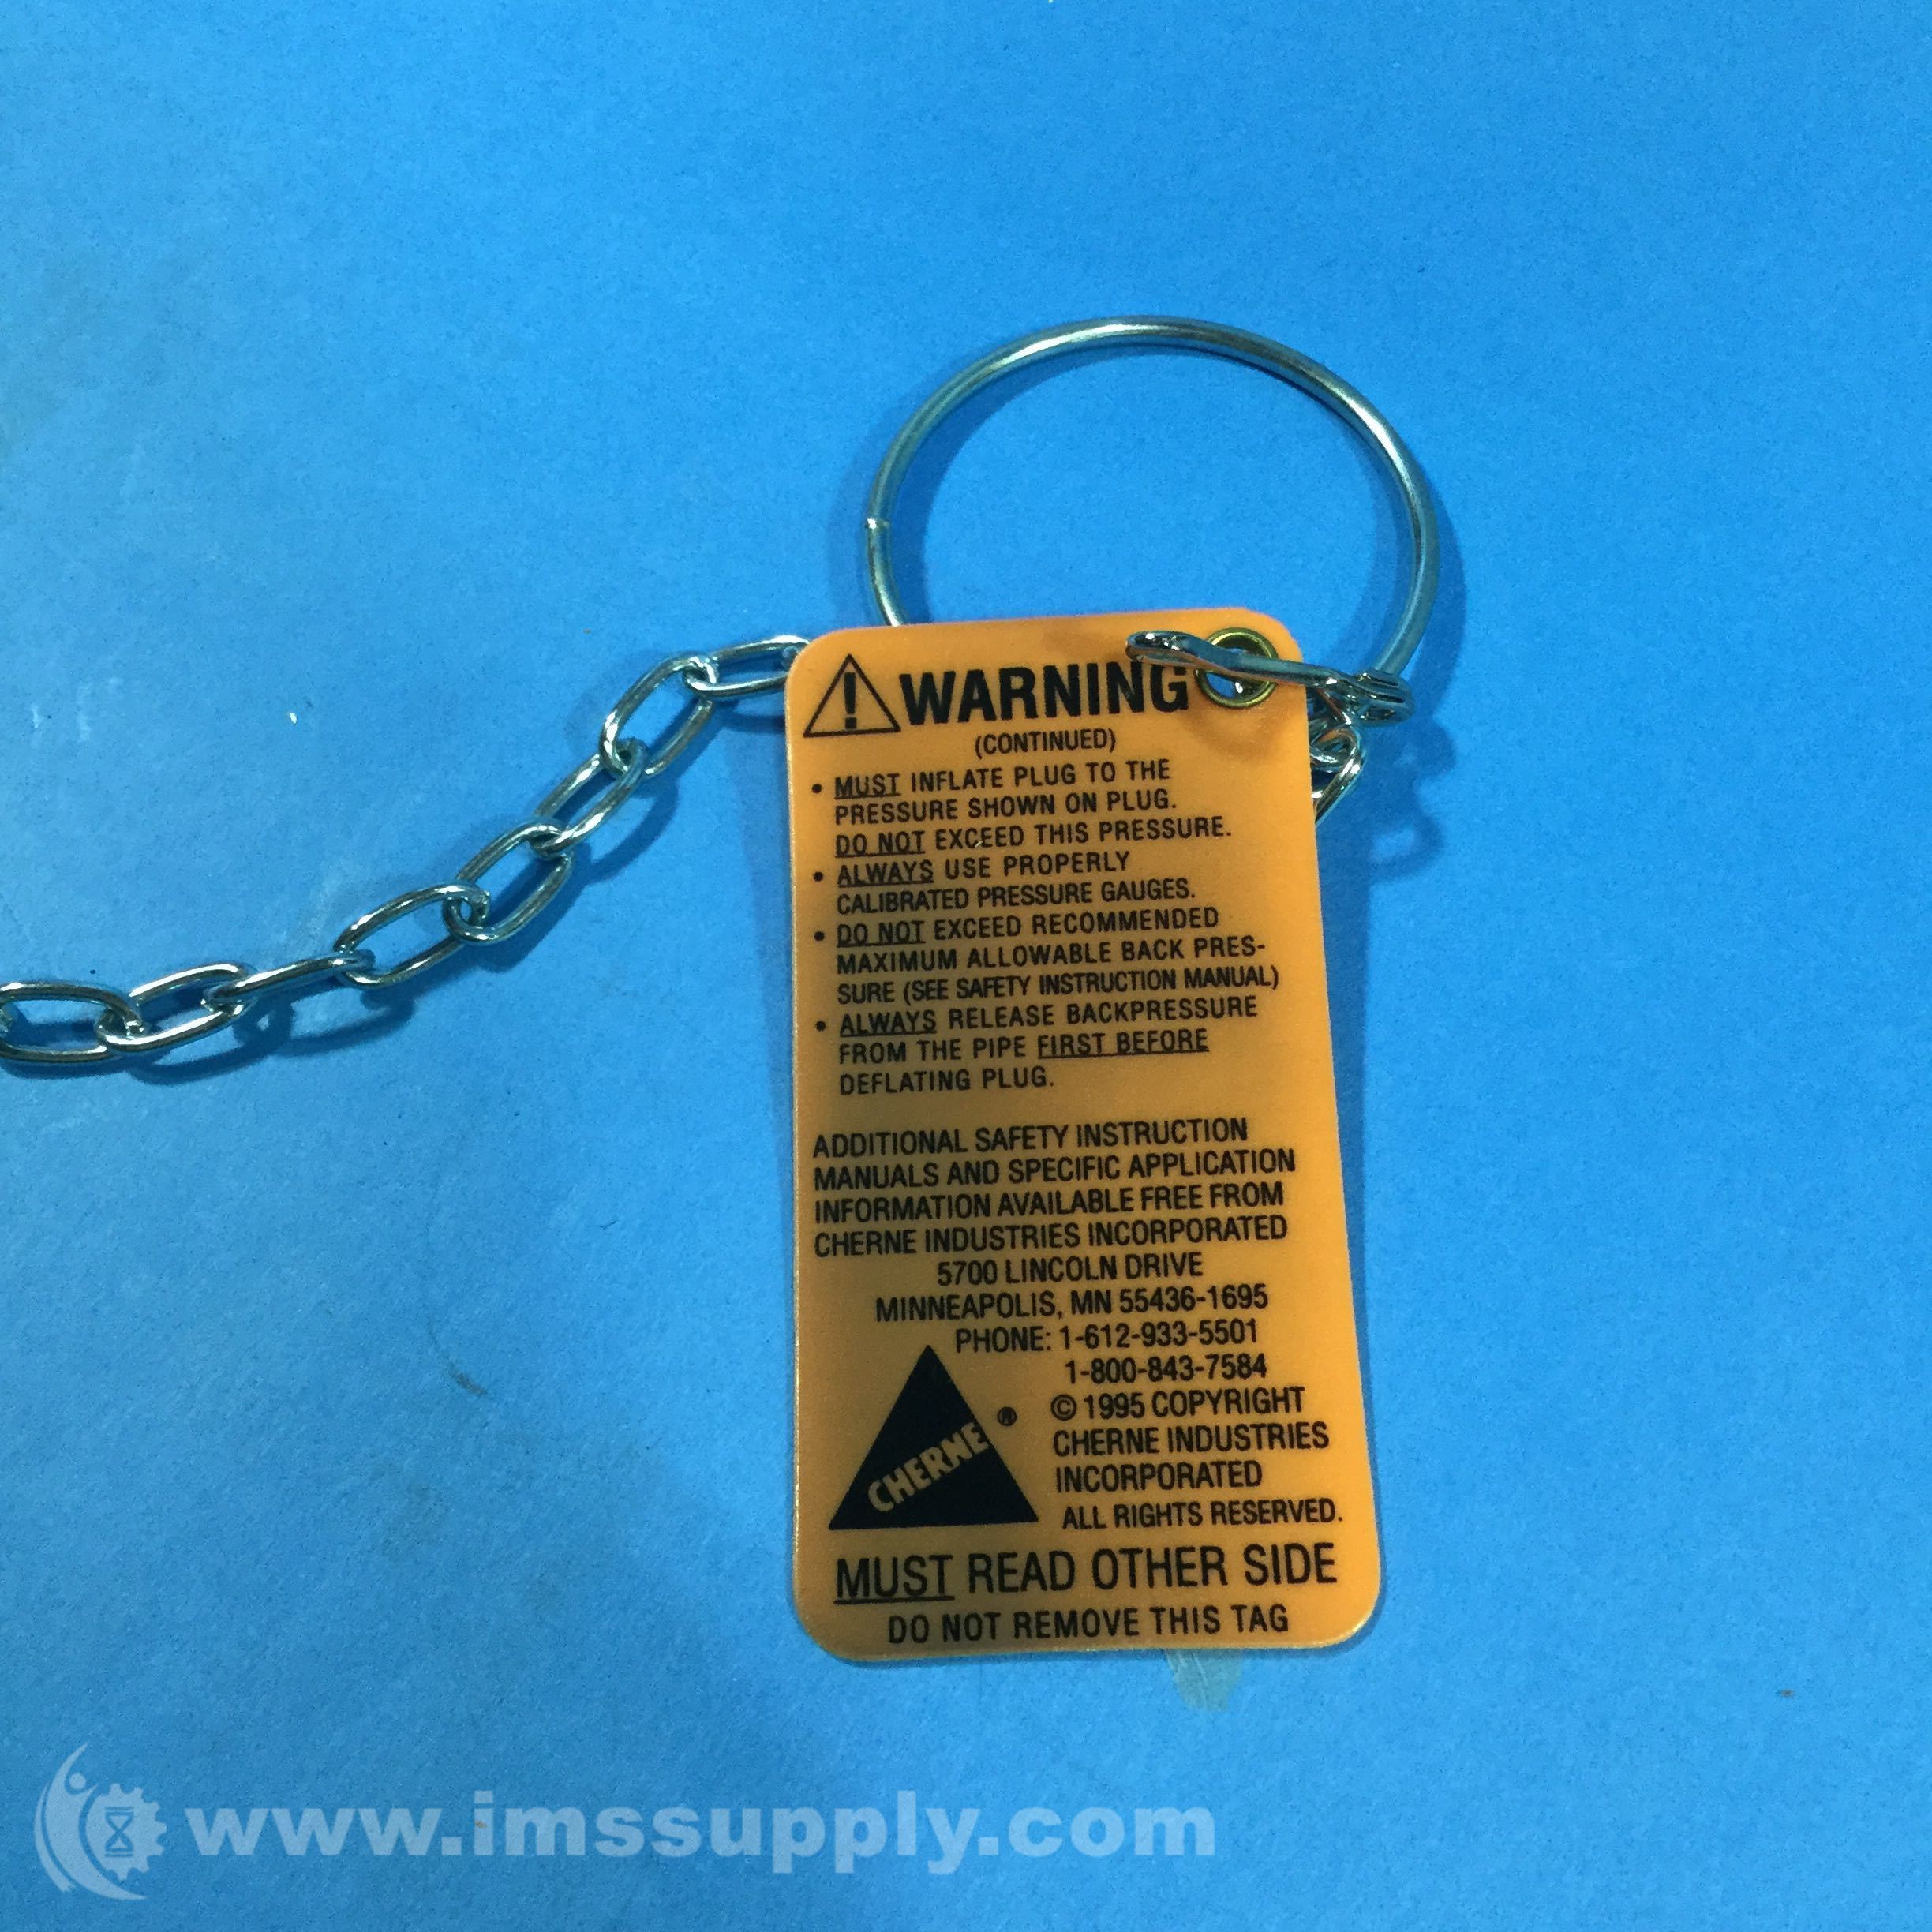 WARNING
(CONTINUED)
• MUST INFLATE PLUG TO THE
PRESSURE SHOWN ON PLUG.
DO NOT EXCEED THIS PRESSURE.
• ALWAYS USE PROPERLY
CALIBRATED PRESSURE GAUGES.
• DO NOT EXCEED RECOMMENDED
MAXIMUM ALLOWABLE BACK PRES-
SURE (SEE SAFETY INSTRUCTION MANUAL)
• ALWAYS RELEASE BACKPRESSURE
FROM THE PIPE FIRST BEFORE
DEFLATING PLUG.
ADDITIONAL SAFETY INSTRUCTION
MANUALS AND SPECIFIC APPLICATION
INFORMATION AVAILABLE FREE FROM
CHERNE INDUSTRIES INCORPORATED
5700 LINCOLN DRIVE
MINNEAPOLIS, MN 55436-1695
PHONE: 1-612-933-5501
1-800-843-7584
CHERNE ®
© 1995 COPYRIGHT
CHERNE INDUSTRIES
INCORPORATED
ALL RIGHTS RESERVED.
MUST READ OTHER SIDE
DO NOT REMOVE THIS TAG
www.imssupply.com